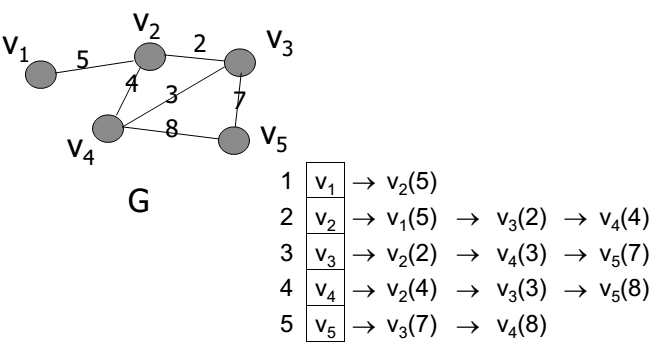 v₁ 5 v₂ 2 v₃
4 3 7
v₄ 8 v₅
G
1 v₁ → v₂(5)
2 v₂ → v₁(5) → v₃(2) → v₄(4)
3 v₃ → v₂(2) → v₄(3) → v₅(7)
4 v₄ → v₂(4) → v₃(3) → v₅(8)
5 v₅ → v₃(7) → v₄(8)